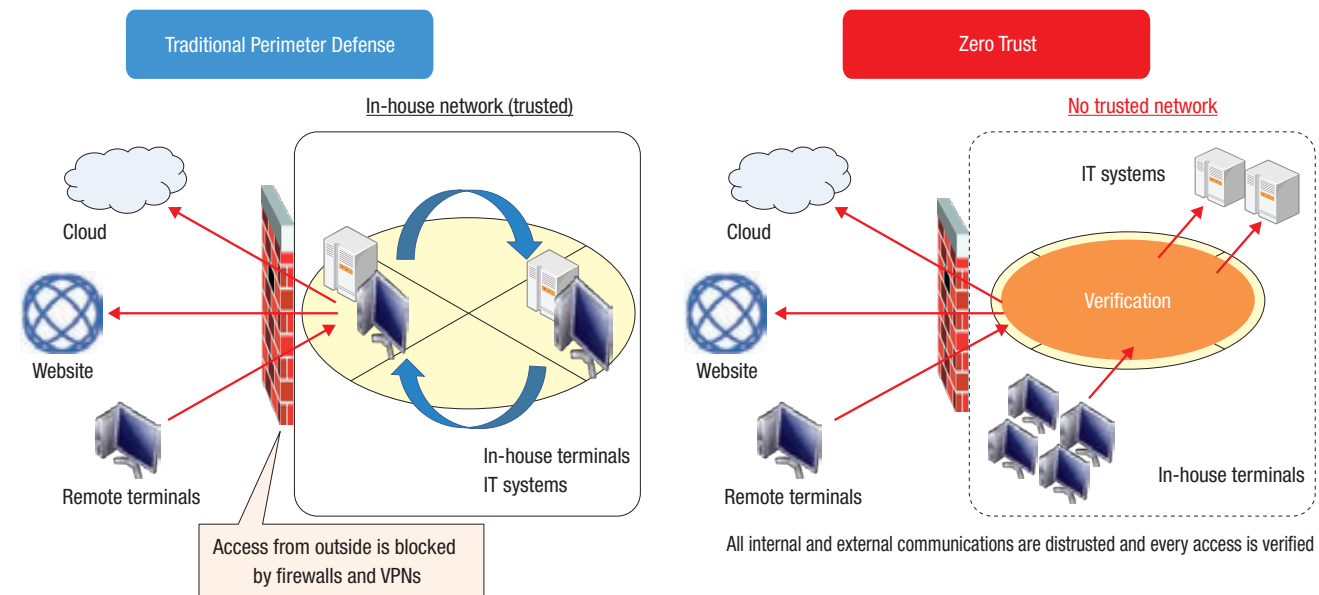 Traditional Perimeter Defense
In-house network (trusted)
Cloud
Website
Remote terminals
In-house terminals
IT systems
Access from outside is blocked
by firewalls and VPNs
Zero Trust
No trusted network
IT systems
Cloud
Verification
Website
Remote terminals
In-house terminals
All internal and external communications are distrusted and every access is verified